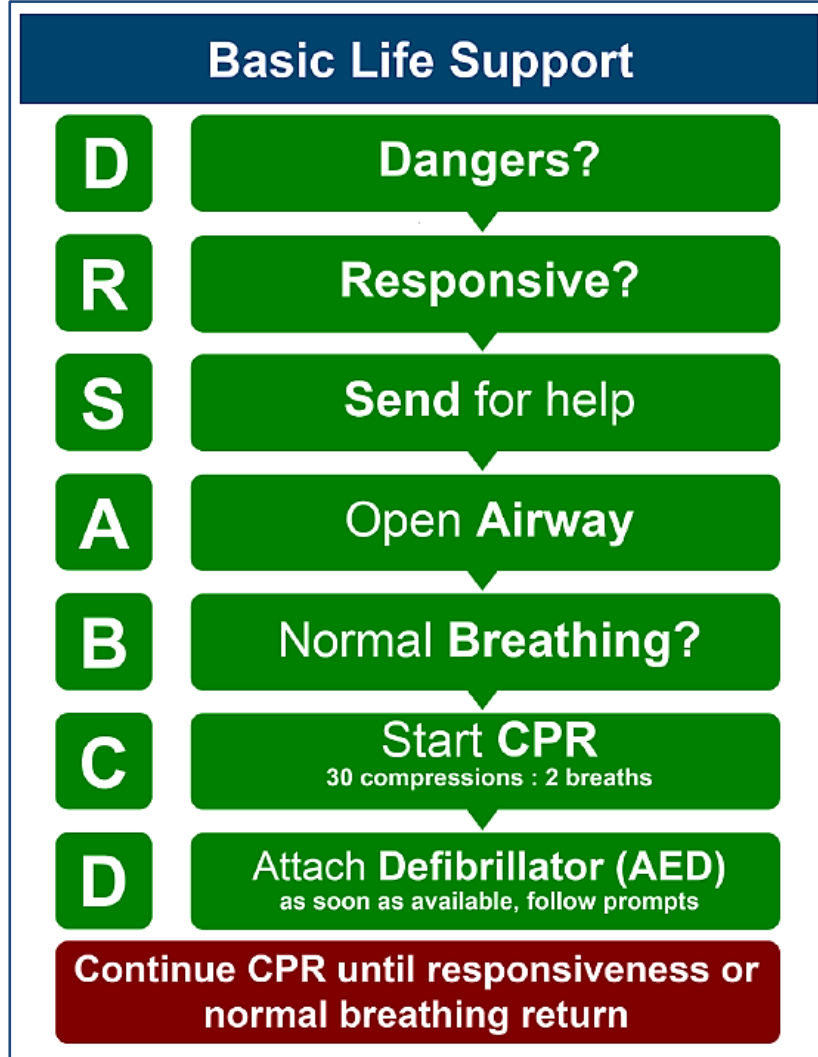 Basic Life Support
D Dangers?
R Responsive?
S Send for help
A Open Airway
B Normal Breathing?
C Start CPR
30 compressions : 2 breaths
D Attach Defibrillator (AED)
as soon as available, follow prompts
Continue CPR until responsiveness or
normal breathing return